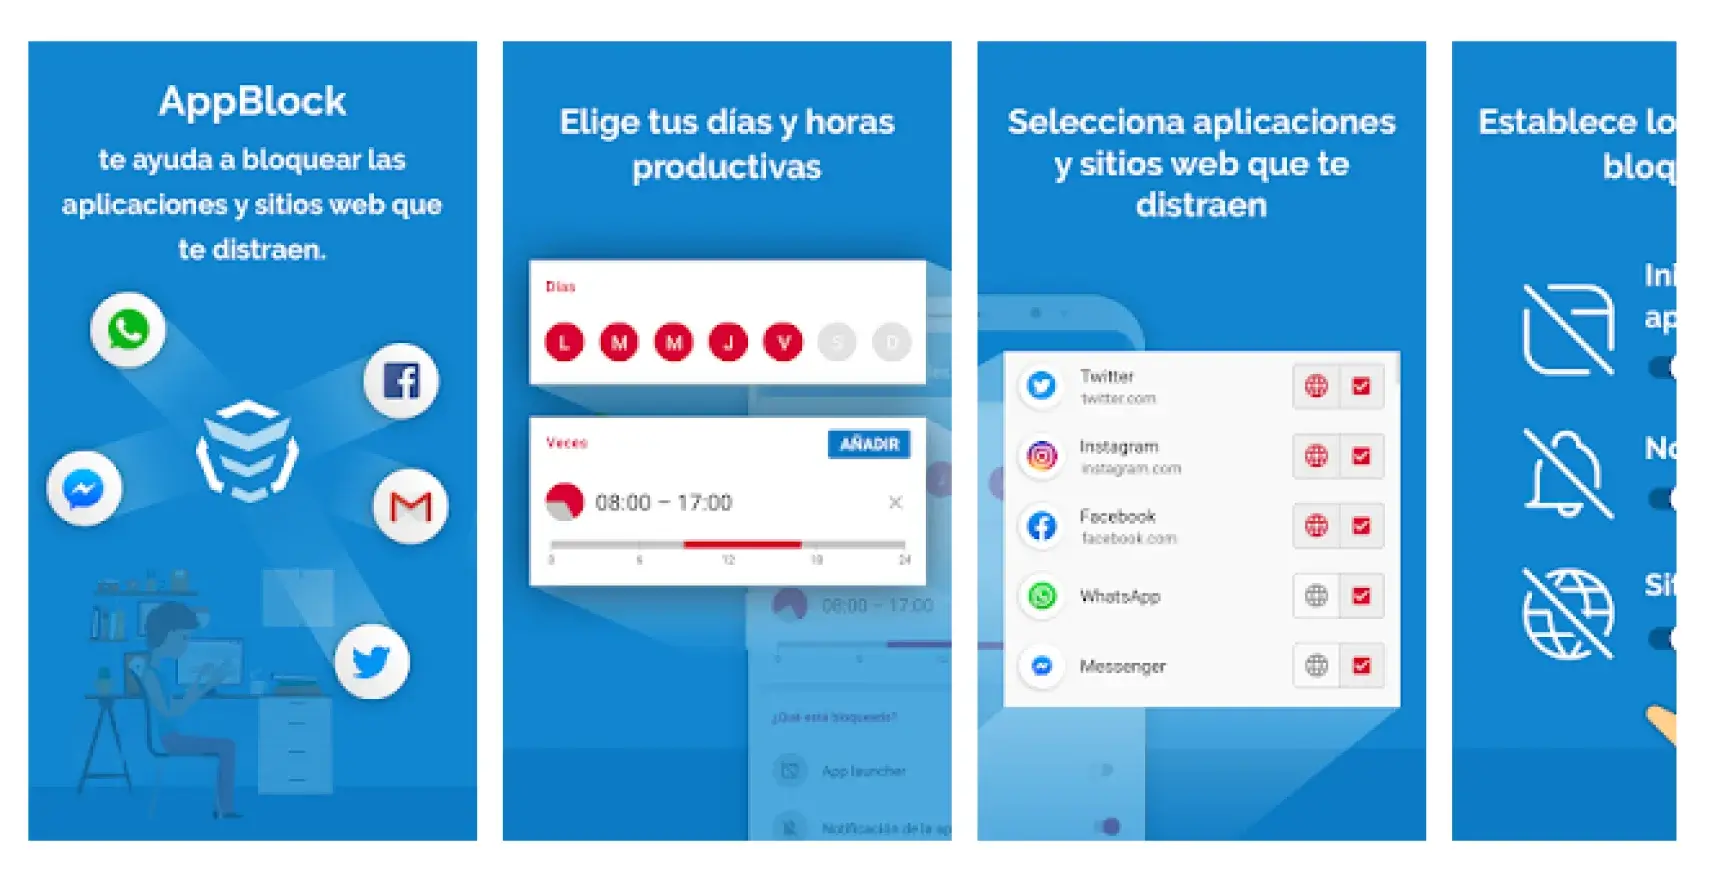 AppBlock
te ayuda a bloquear las
aplicaciones y sitios web que
te distraen.
Elige tus días y horas
productivas
Días
L M M J V S D
Veces
AÑADIR
08:00 – 17:00
0 6 12 18 24
08:00 – 17:00
¿Qué está bloqueado?
App launcher
Notificación de la ap
Selecciona aplicaciones
y sitios web que te
distraen
Twitter
twitter.com
Instagram
instagram.com
Facebook
facebook.com
WhatsApp
Messenger
Establece lo
bloq
Ini
ap
No
Sit